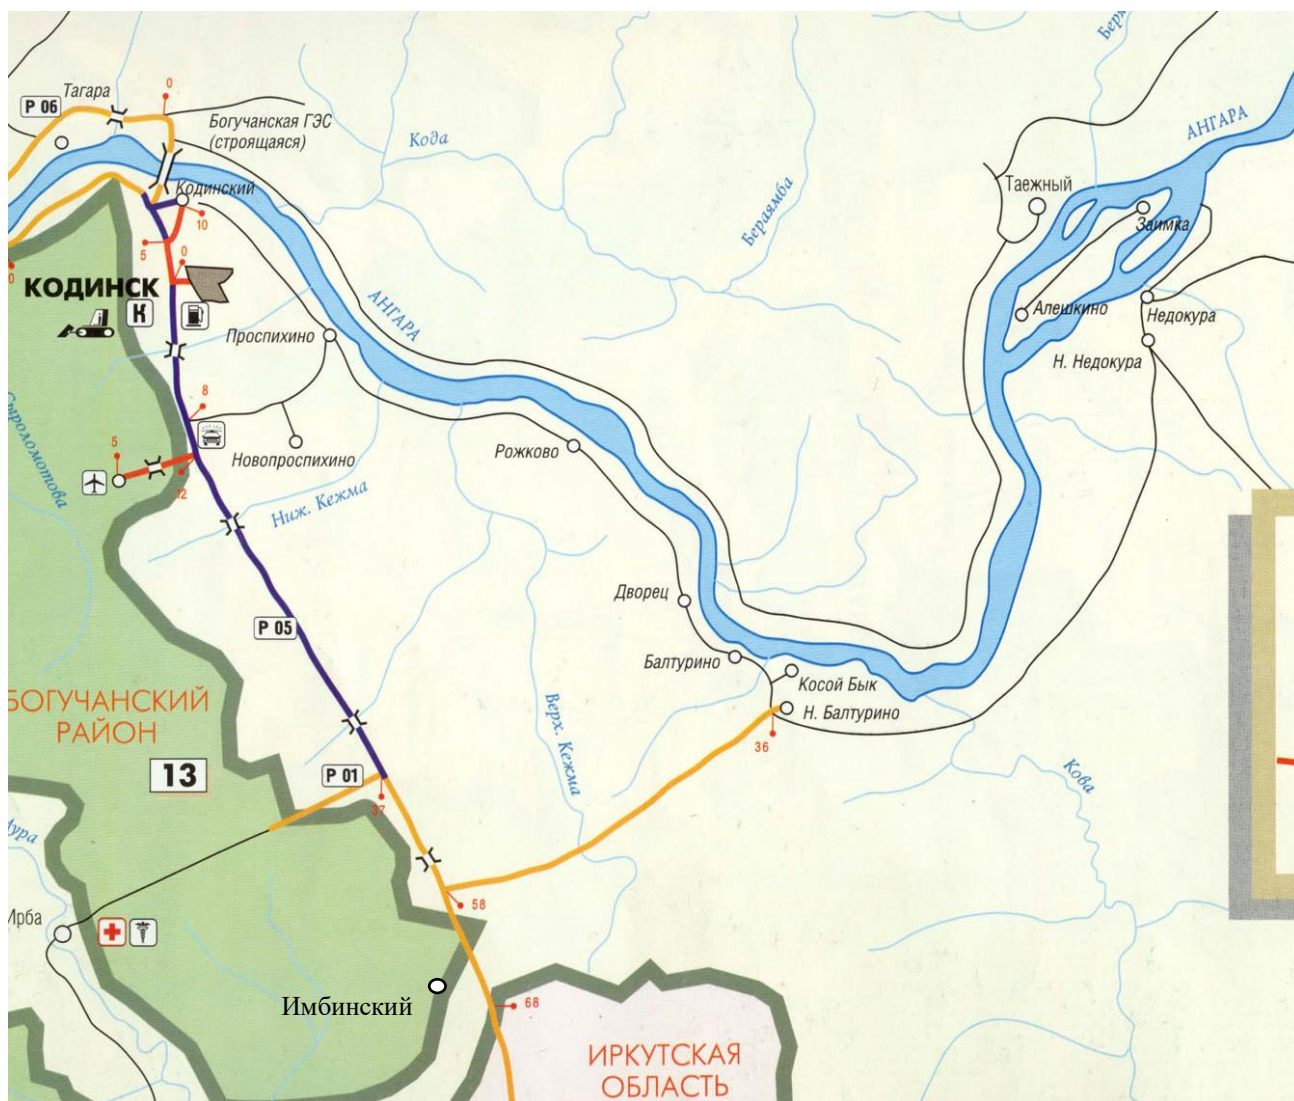 Тагара
Р 06
0
Богучанская ГЭС
(строящаяся)
Кода
АНГАРА
Кодинский
10
5
0
Бераямба
Таежный
Заимка
КОДИНСК
К
АНГАРА
Проспихино
Алешкино
Недокура
Н. Недокура
8
Сыроломотова
5
Новопроспихино
Рожково
12
Ниж. Кежма
Дворец
Р 05
Балтурино
Косой Бык
Н. Балтурино
36
БОГУЧАНСКИЙ
РАЙОН
Верх. Кежма
13
Р 01
37
Кова
58
Ирба
Имбинский
68
ИРКУТСКАЯ
ОБЛАСТЬ